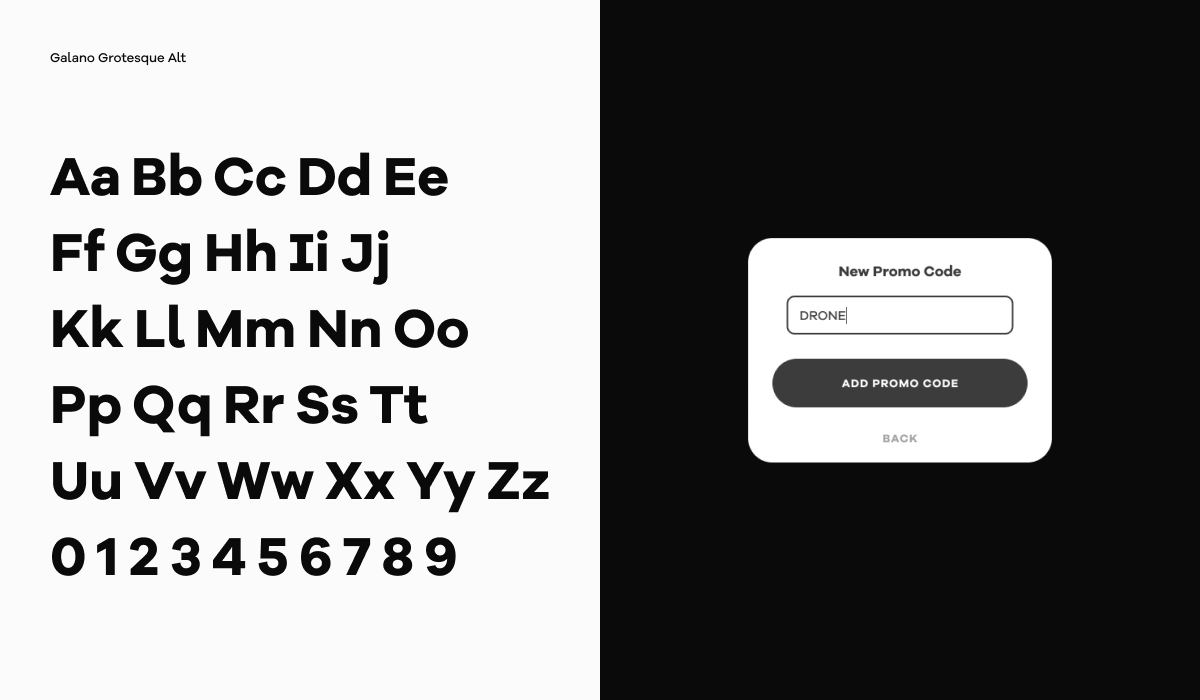 Galano Grotesque Alt
Aa Bb Cc Dd Ee
Ff Gg Hh Ii Jj
Kk Ll Mm Nn Oo
Pp Qq Rr Ss Tt
Uu Vv Ww Xx Yy Zz
0 1 2 3 4 5 6 7 8 9
New Promo Code
DRONE
ADD PROMO CODE
BACK